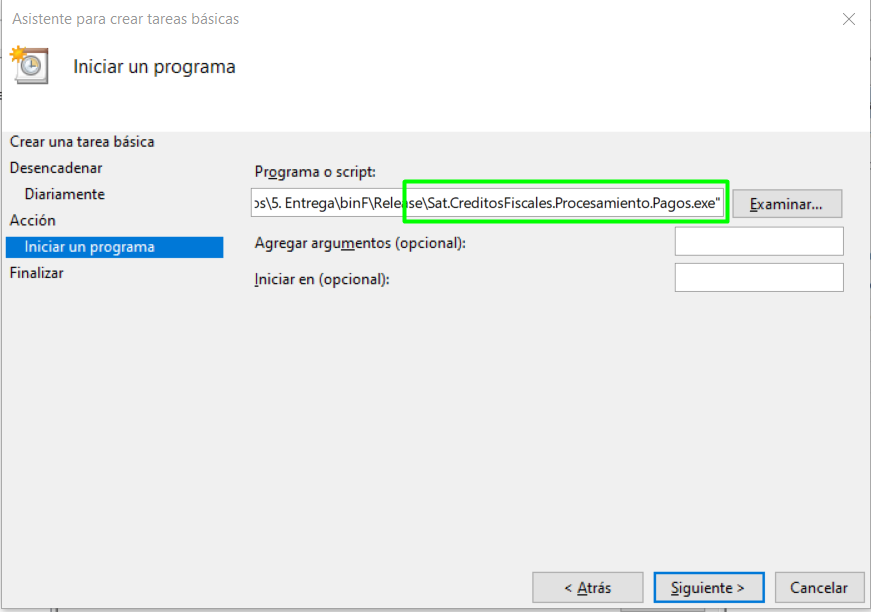 Asistente para crear tareas básicas
Iniciar un programa
Crear una tarea básica
Desencadenar
Diariamente
Acción
Iniciar un programa
Finalizar
Programa o script:
os\5. Entrega\binF\Release\Sat.CreditosFiscales.Procesamiento.Pagos.exe"
Examinar...
Agregar argumentos (opcional):
Iniciar en (opcional):
< Atrás
Siguiente >
Cancelar